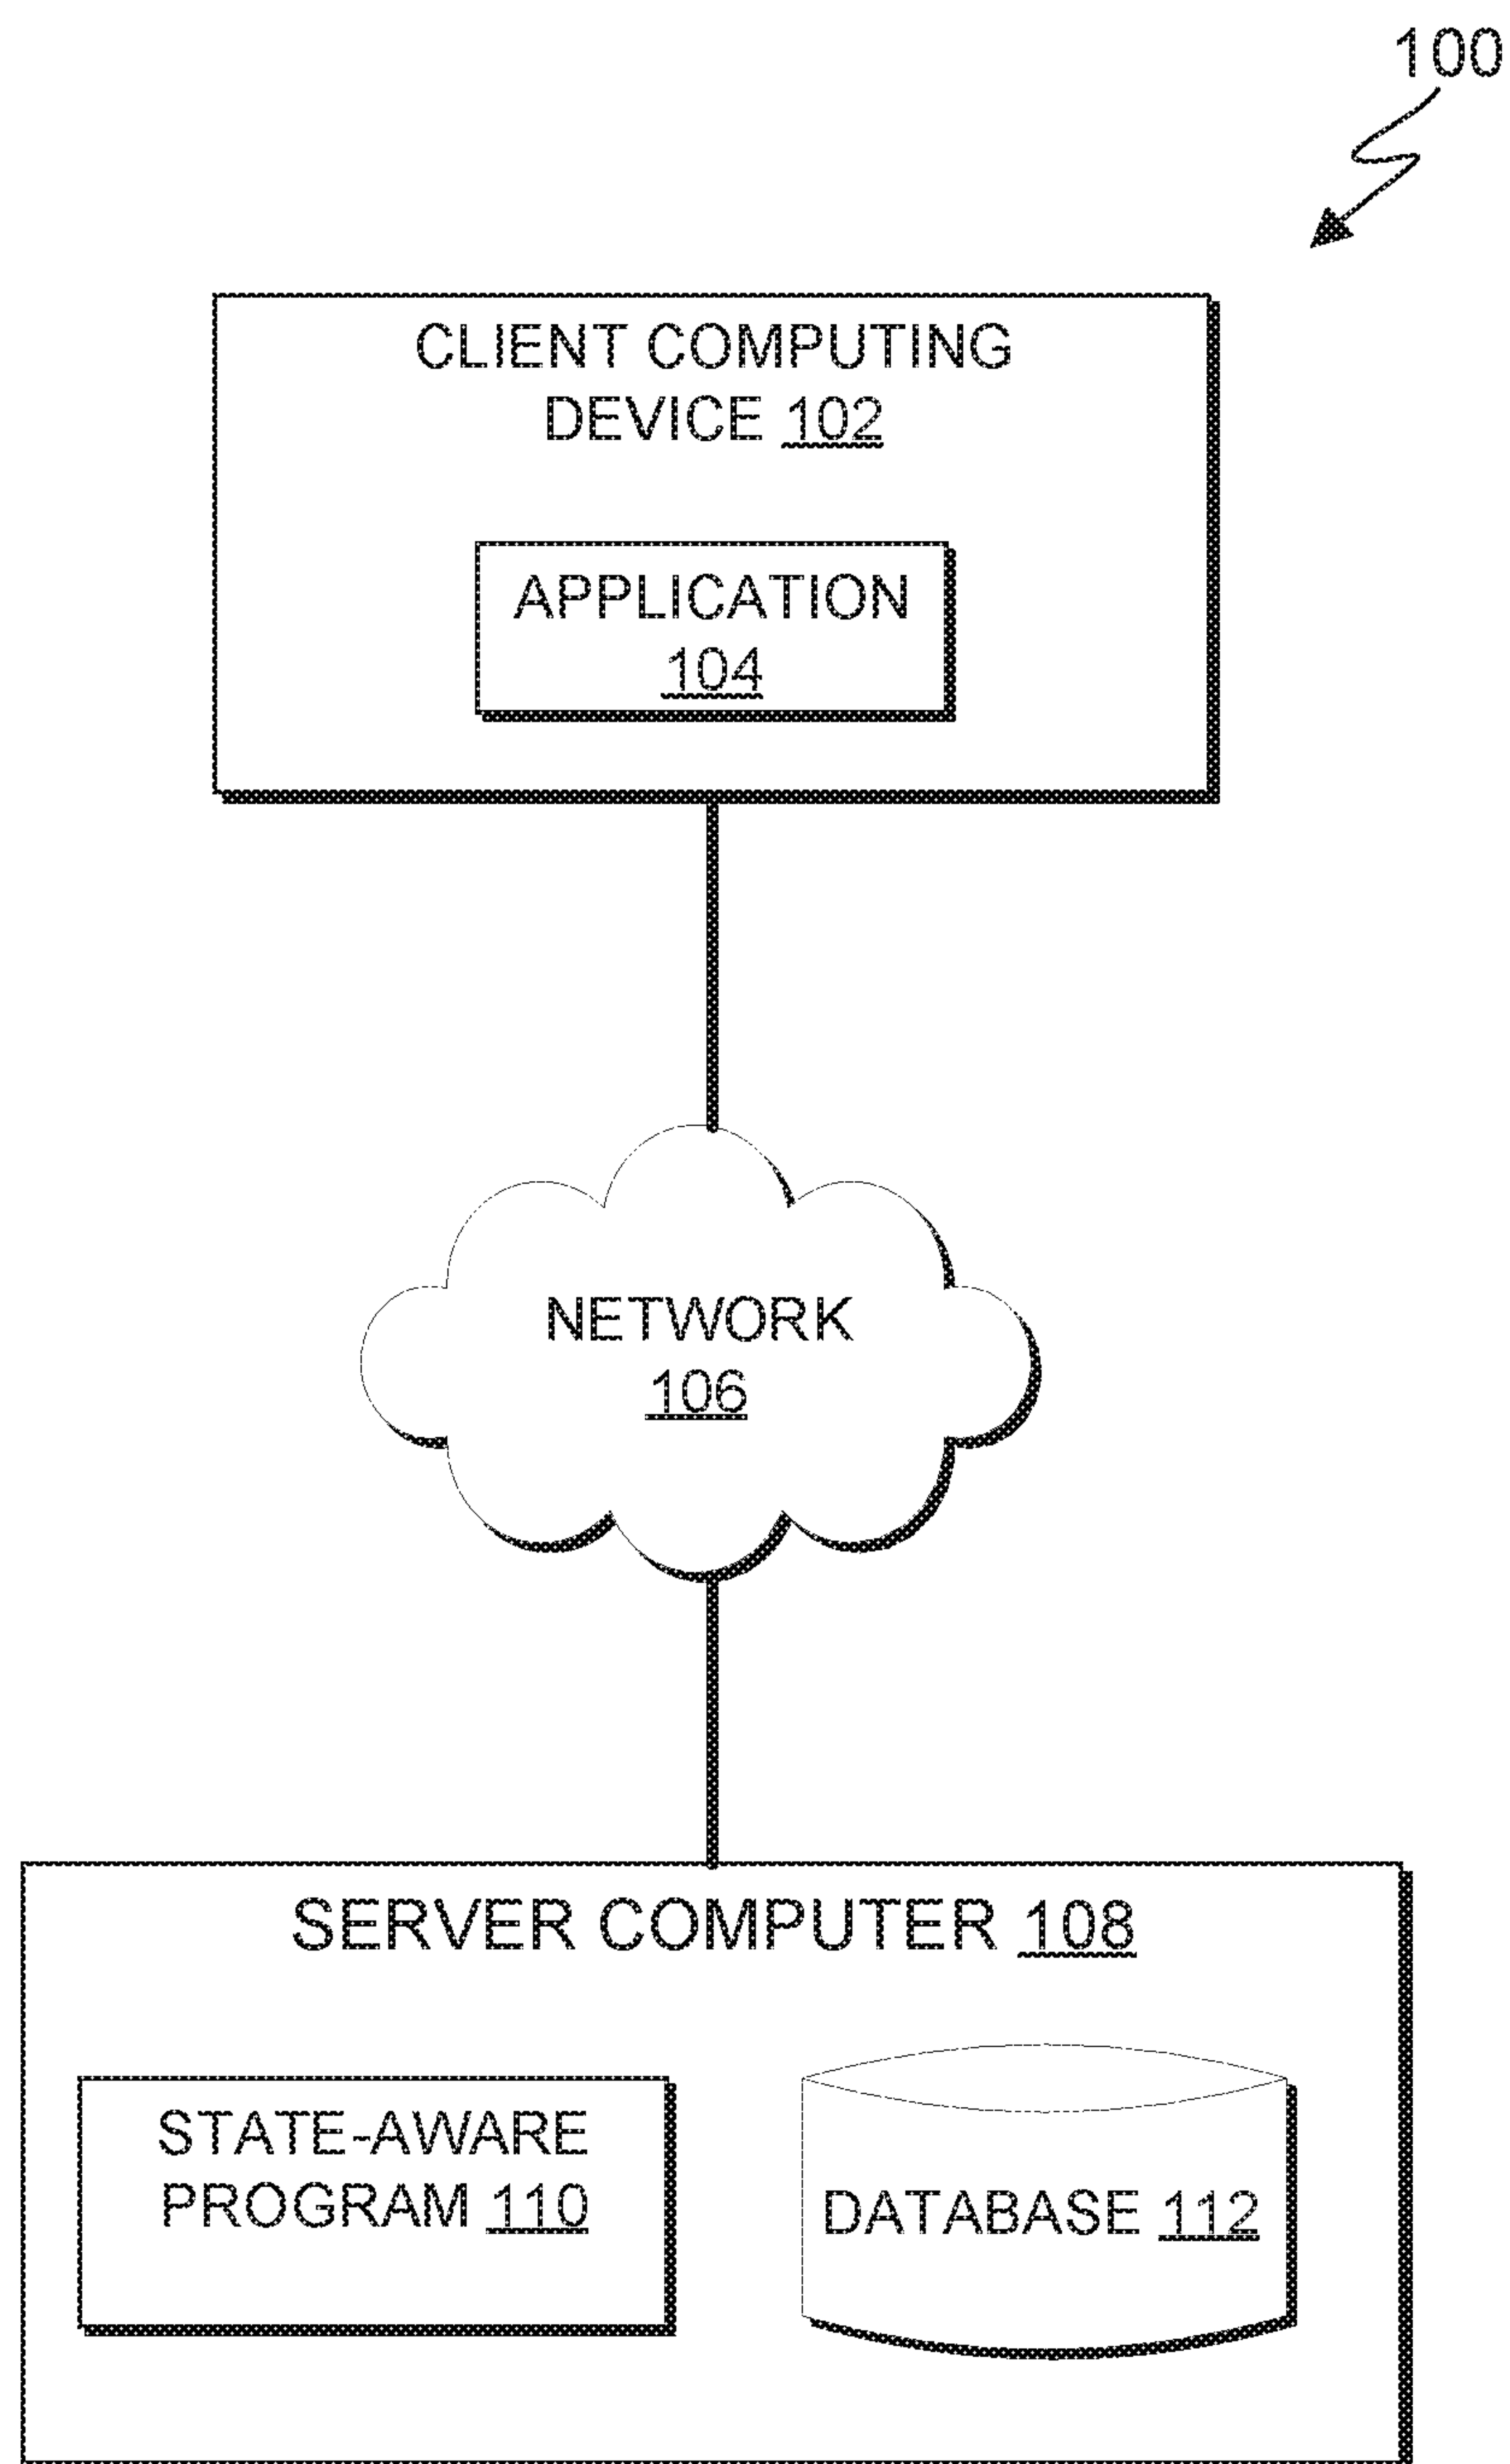 100
CLIENT COMPUTING
DEVICE 102
APPLICATION
104
NETWORK
106
SERVER COMPUTER 108
STATE-AWARE
PROGRAM 110
DATABASE 112